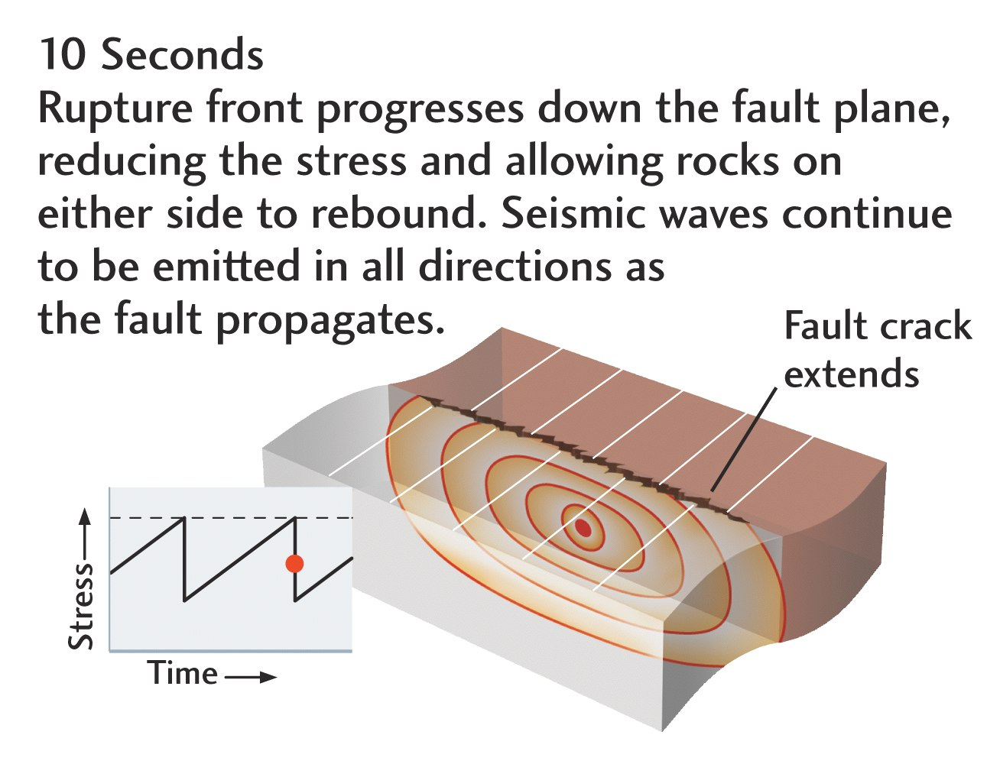 10 Seconds
Rupture front progresses down the fault plane,
reducing the stress and allowing rocks on
either side to rebound. Seismic waves continue
to be emitted in all directions as
the fault propagates.
Fault crack
extends
Stress
Time